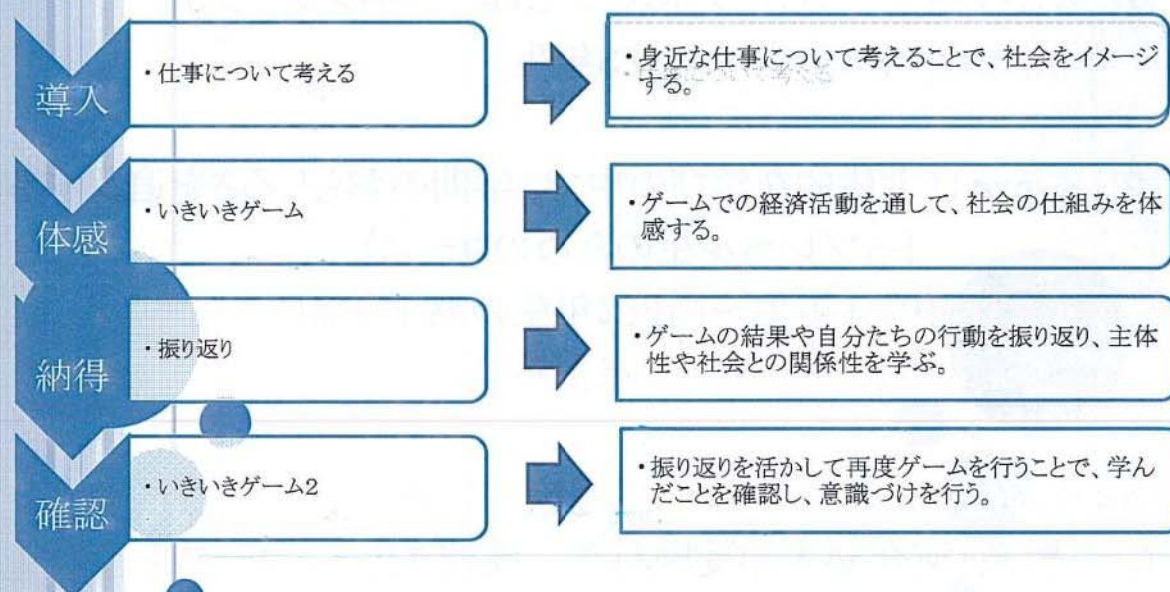 導入
・仕事について考える
・身近な仕事について考えることで、社会をイメージ
する。
体感
・いきいきゲーム
・ゲームでの経済活動を通して、社会の仕組みを体
感する。
納得
・振り返り
・ゲームの結果や自分たちの行動を振り返り、主体
性や社会との関係性を学ぶ。
確認
・いきいきゲーム2
・振り返りを活かして再度ゲームを行うことで、学ん
だことを確認し、意識づけを行う。